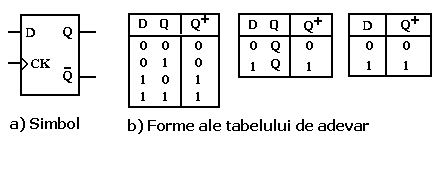 D Q
CK
Q̅
D Q Q+
0 0 0
0 1 0
1 0 1
1 1 1
D Q Q+
0 Q 0
1 Q 1
D Q+
0 0
1 1
a) Simbol
b) Forme ale tabelului de adevar